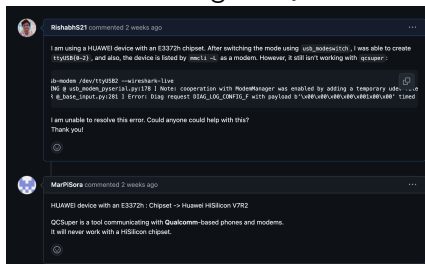 RishabhS21 commented 2 weeks ago
I am using a HUAWEI device with an E3372h chipset. After switching the mode using usb_modeswitch, I was able to create
ttyUSB{0-2}, and also, the device is listed by mmcli -L as a modem. However, it still isn't working with qcsuper:
sb-modem /dev/ttyUSB2 --wireshark-live
ING @ usb_modem_pyserial.py:178 ] Note: cooperation with ModemManager was enabled by adding a temporary udev
R @_base_input.py:281 ] Error: Diag request DIAG_LOG_CONFIG_F with payload b'\x00\x00\x00\x00\x001\x00\x00' timed
I am unable to resolve this error. Could anyone could help with this?
Thank you!
MarPiSora commented 2 weeks ago
HUAWEI device with an E3372h : Chipset -> Huawei HiSilicon V7R2
QCSuper is a tool communicating with Qualcomm-based phones and modems.
It will never work with a HiSilicon chipset.